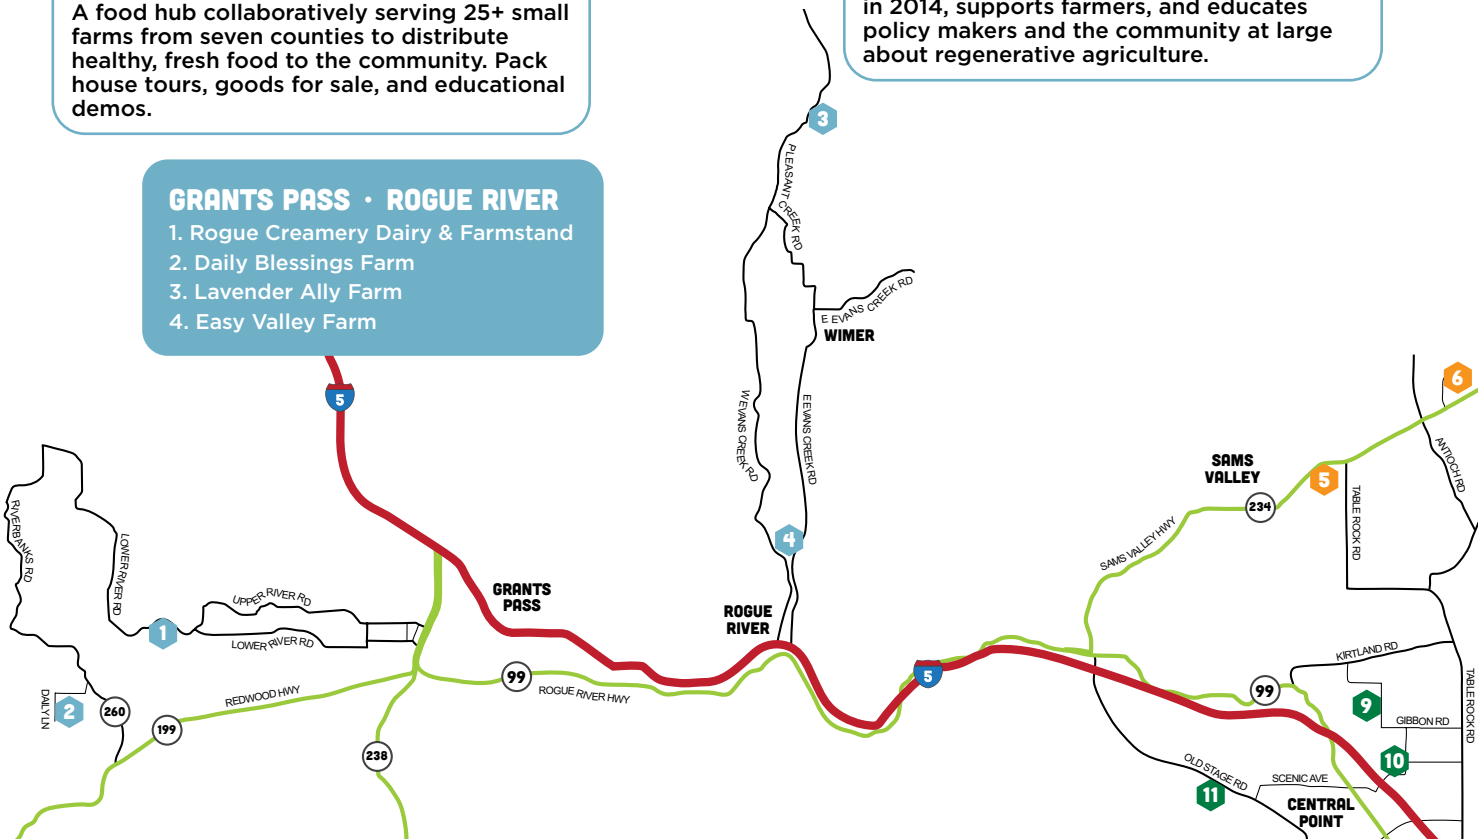 A food hub collaboratively serving 25+ small
farms from seven counties to distribute
healthy, fresh food to the community. Pack
house tours, goods for sale, and educational
demos.
in 2014, supports farmers, and educates
policy makers and the community at large
about regenerative agriculture.
GRANTS PASS · ROGUE RIVER
1. Rogue Creamery Dairy & Farmstand
2. Daily Blessings Farm
3. Lavender Ally Farm
4. Easy Valley Farm
3
PLEASANT CREEK RD
E EVANS CREEK RD
WIMER
5
W EVANS CREEK RD
E EVANS CREEK RD
6
ANTIOCH RD
SAMS
VALLEY
5
234
TABLE ROCK RD
SAMS VALLEY HWY
4
RIVERBANKS RD
LOWER RIVER RD
1
UPPER RIVER RD
LOWER RIVER RD
GRANTS
PASS
ROGUE
RIVER
DAILY LN
2
260
199
REDWOOD HWY
99
ROGUE RIVER HWY
238
5
99
KIRTLAND RD
TABLE ROCK RD
9
GIBBON RD
10
OLD STAGE RD
11
SCENIC AVE
CENTRAL
POINT